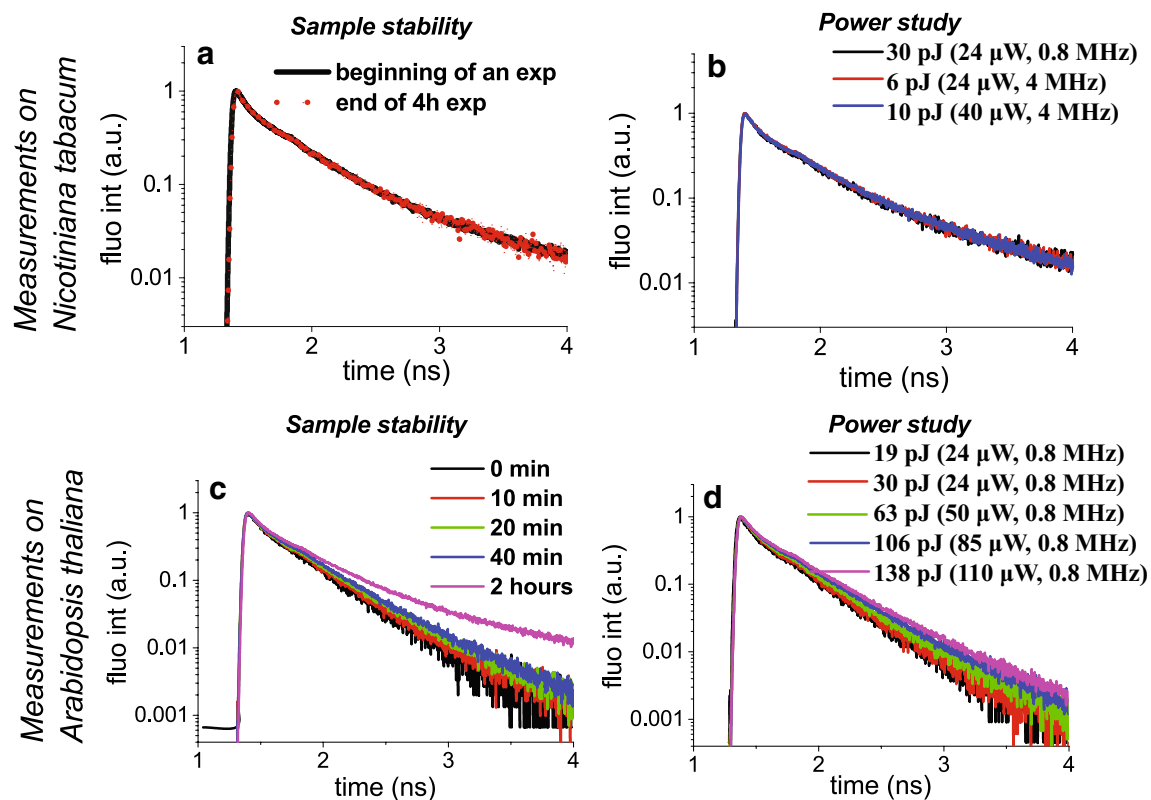 Measurements on
Nicotiniana tabacum
Sample stability
a
beginning of an exp
end of 4h exp
fluo int (a.u.)
1
0.1
0.01
1 2 3 4
time (ns)
Power study
b
30 pJ (24 µW, 0.8 MHz)
6 pJ (24 µW, 4 MHz)
10 pJ (40 µW, 4 MHz)
fluo int (a.u.)
1
0.1
0.01
1 2 3 4
time (ns)
Measurements on
Arabidopsis thaliana
Sample stability
c
0 min
10 min
20 min
40 min
2 hours
fluo int (a.u.)
1
0.1
0.01
0.001
1 2 3 4
time (ns)
Power study
d
19 pJ (24 µW, 0.8 MHz)
30 pJ (24 µW, 0.8 MHz)
63 pJ (50 µW, 0.8 MHz)
106 pJ (85 µW, 0.8 MHz)
138 pJ (110 µW, 0.8 MHz)
fluo int (a.u.)
1
0.1
0.01
0.001
1 2 3 4
time (ns)